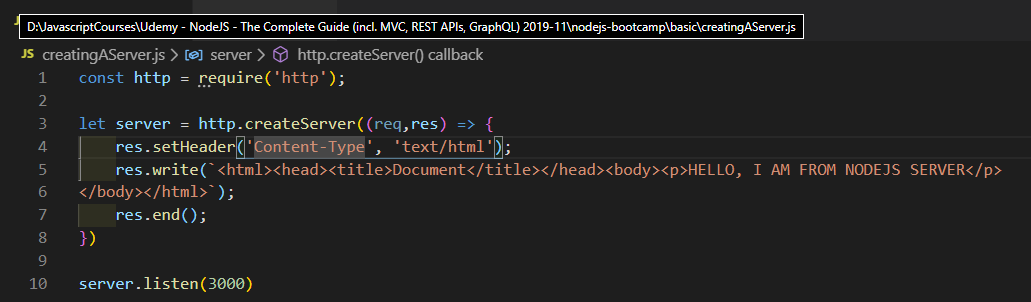 D:\JavascriptCourses\Udemy - NodeJS - The Complete Guide (incl. MVC, REST APIs, GraphQL) 2019-11\nodejs-bootcamp\basic\creatingAServer.js
JS creatingAServer.js > server > http.createServer() callback
1 const http = require('http');
2
3 let server = http.createServer((req,res) => {
4 res.setHeader('Content-Type', 'text/html');
5 res.write(`<html><head><title>Document</title></head><body><p>HELLO, I AM FROM NODEJS SERVER</p>
6 </body></html>`);
7 res.end();
8 })
9
10 server.listen(3000)